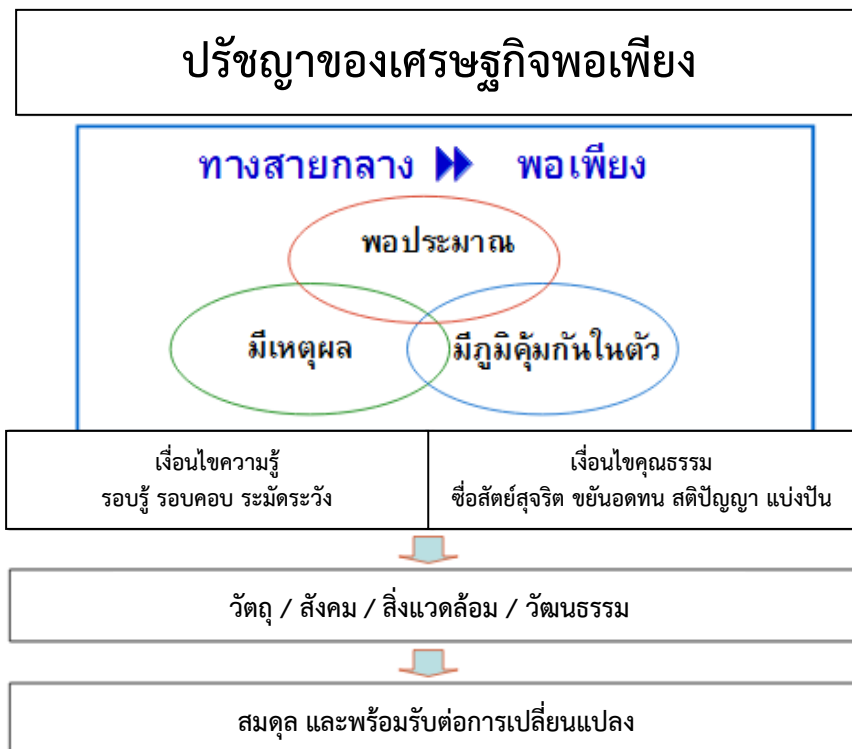 ปรัชญาของเศรษฐกิจพอเพียง
ทางสายกลาง พอเพียง
พอประมาณ
มีเหตุผล
มีภูมิคุ้มกันในตัว
เงื่อนไขความรู้
รอบรู้ รอบคอบ ระมัดระวัง
เงื่อนไขคุณธรรม
ซื่อสัตย์สุจริต ขยันอดทน สติปัญญา แบ่งปัน
วัตถุ / สังคม / สิ่งแวดล้อม / วัฒนธรรม
สมดุล และพร้อมรับต่อการเปลี่ยนแปลง